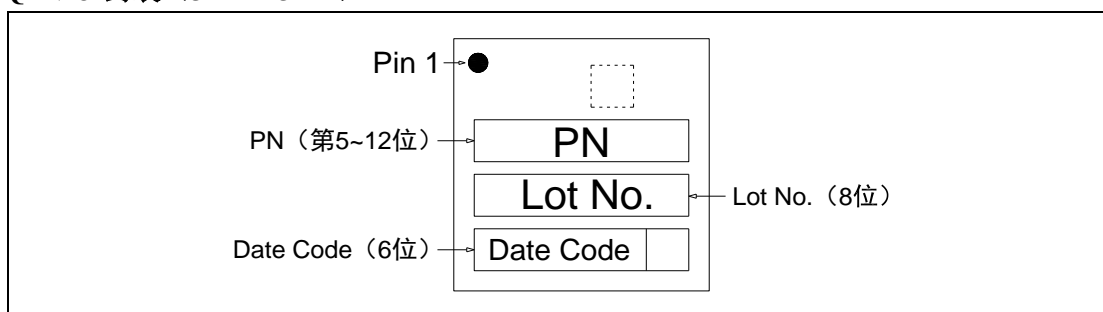 Pin 1
PN（第5~12位）
PN
Lot No.
Lot No.（8位）
Date Code（6位）
Date Code